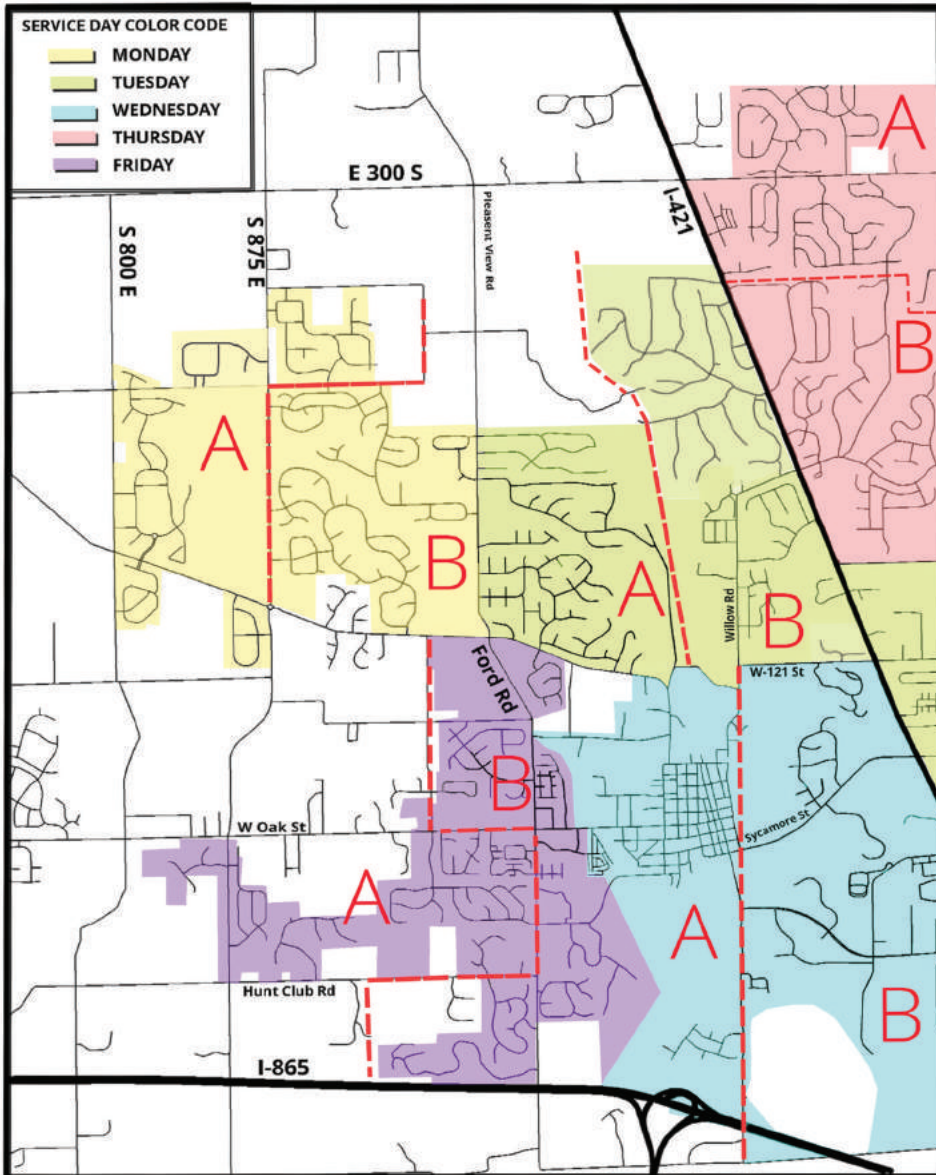 SERVICE DAY COLOR CODE
MONDAY
TUESDAY
WEDNESDAY
THURSDAY
FRIDAY
A
E 300 S
I-421
Pleasent View Rd
S 800 E
S 875 E
B
A
B
A
B
Willow Rd
Ford Rd
W-121 St
B
W Oak St
Sycamore St
A
A
Hunt Club Rd
B
I-865